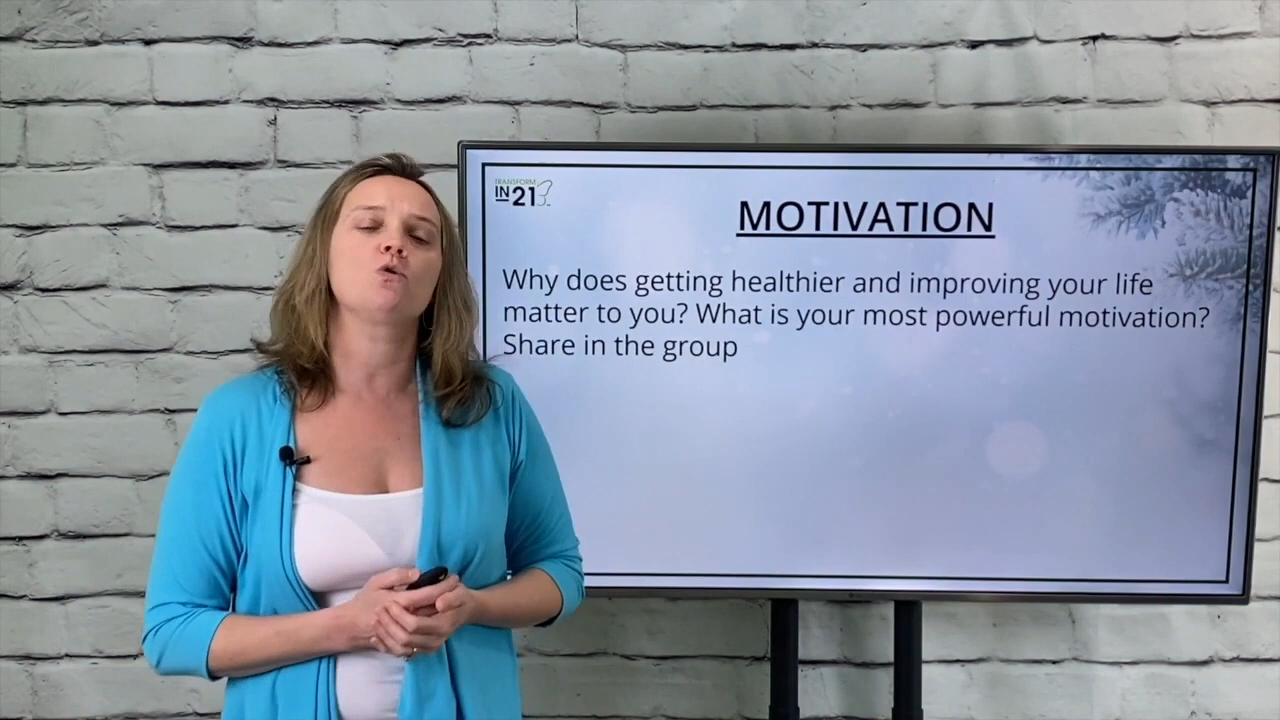 TRANSFORM
IN 21
MOTIVATION
Why does getting healthier and improving your life
matter to you? What is your most powerful motivation?
Share in the group